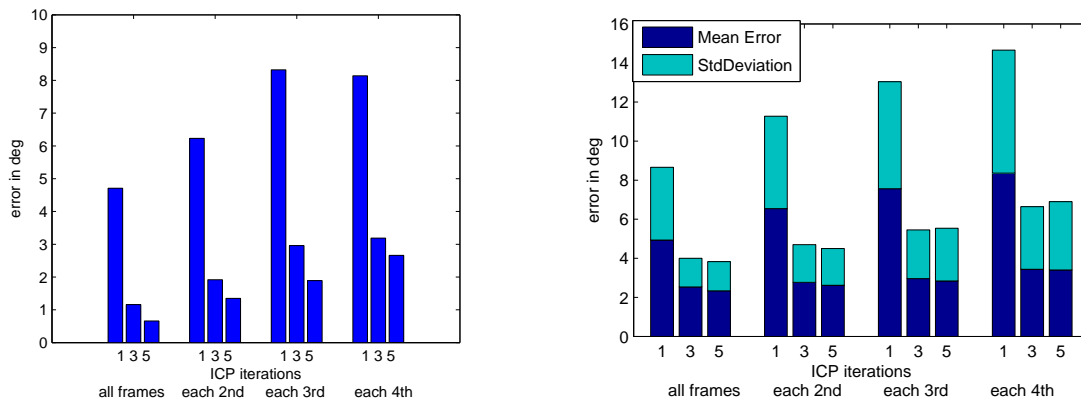 10
9
8
7
6
5
4
3
2
1
0
error in deg
1 3 5 1 3 5 1 3 5 1 3 5
ICP iterations
all frames each 2nd each 3rd each 4th
16
14
12
10
8
6
4
2
0
error in deg
Mean Error
StdDeviation
1 3 5 1 3 5 1 3 5 1 3 5
ICP iterations
all frames each 2nd each 3rd each 4th